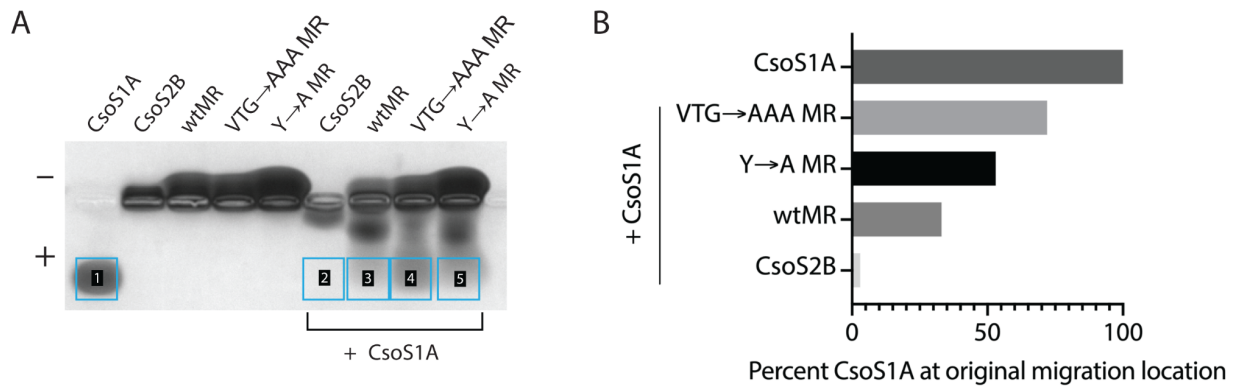 A
CsoS1A
CsoS2B
wtMR
VTG→AAA MR
Y→A MR
CsoS2B
wtMR
VTG→AAA MR
Y→A MR
−
+
1
2
3
4
5
+ CsoS1A
B
CsoS1A
VTG→AAA MR
Y→A MR
wtMR
CsoS2B
+ CsoS1A
0
50
100
Percent CsoS1A at original migration location